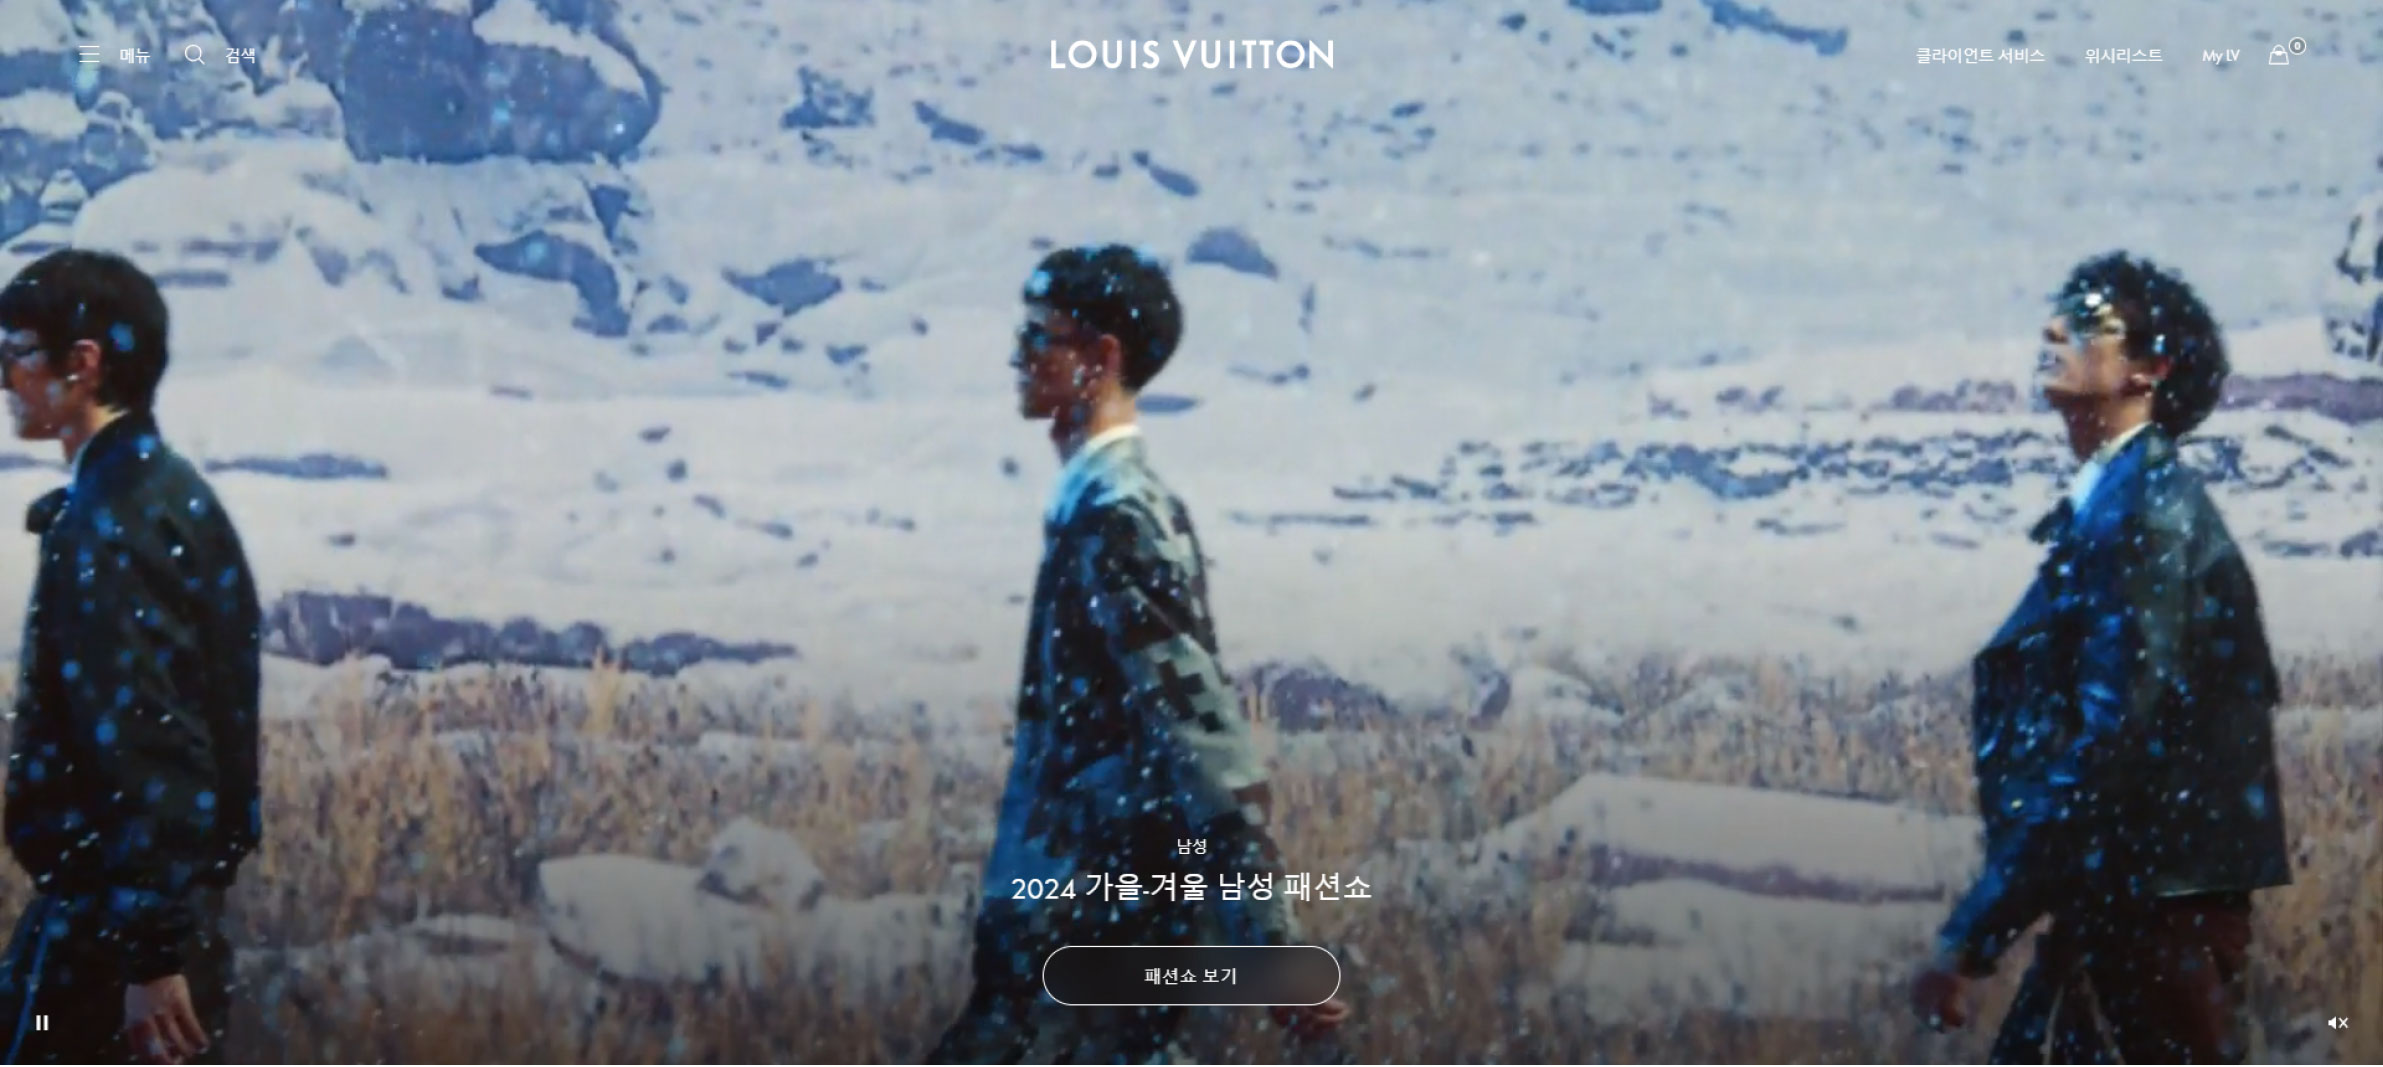 메뉴
검색
LOUIS VUITTON
클라이언트 서비스
위시리스트
My LV
0
남성
2024 가을-겨울 남성 패션쇼
패션쇼 보기